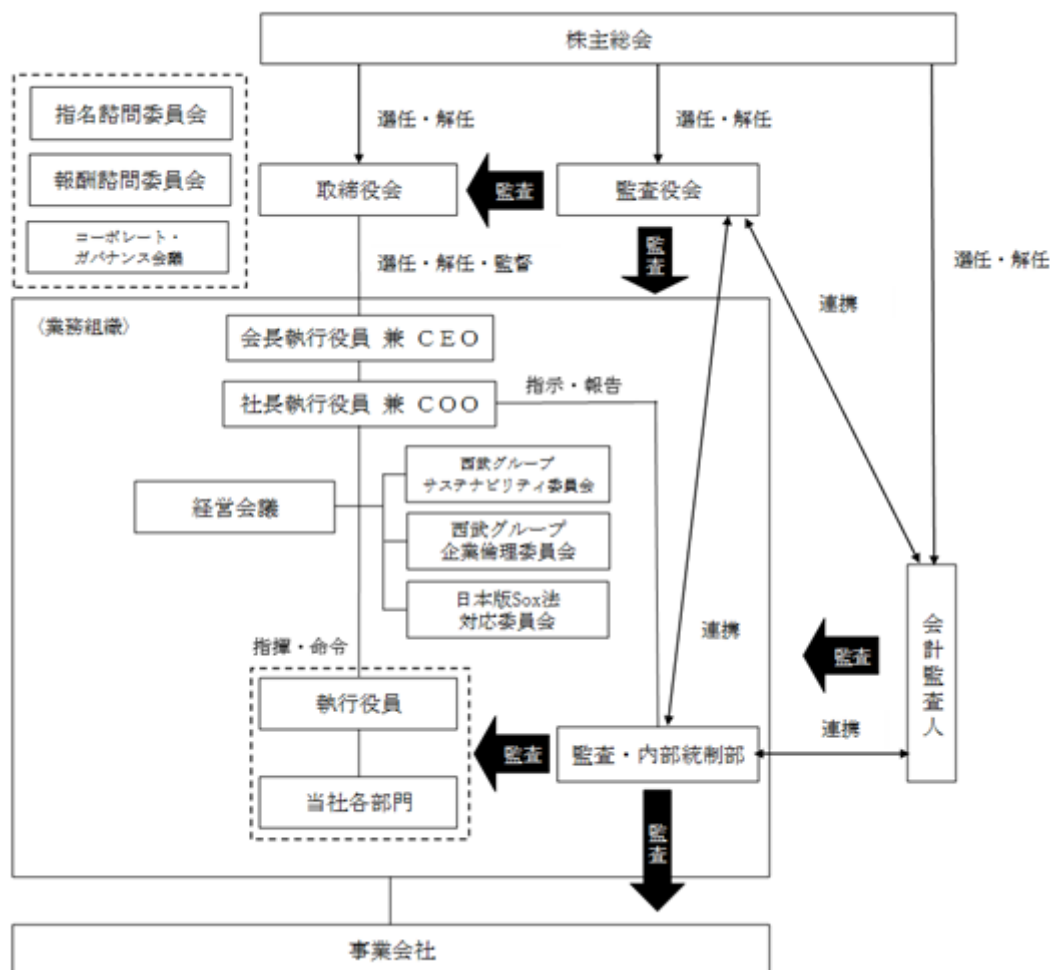 株主総会
指名諮問委員会
選任・解任
選任・解任
報酬諮問委員会
取締役会
監査
監査役会
コーポレート・
ガバナンス会議
選任・解任・監督
監査
選任・解任
〈業務組織〉
会長執行役員 兼 CEO
連携
社長執行役員 兼 COO
指示・報告
西武グループ
サステナビリティ委員会
経営会議
西武グループ
企業倫理委員会
日本版Sox法
対応委員会
連携
指揮・命令
監査
会計監査人
執行役員
監査
監査・内部統制部
連携
当社各部門
監査
事業会社